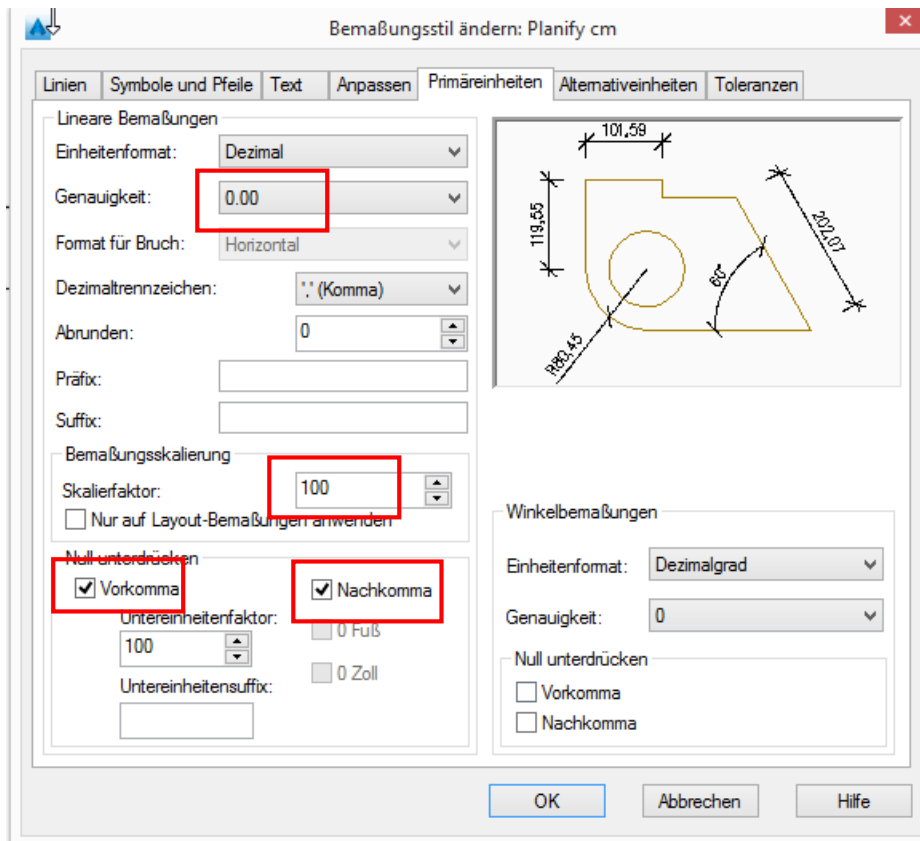 Bemaßungsstil ändern: Planify cm
Linien Symbole und Pfeile Text Anpassen Primäreinheiten Alternativeinheiten Toleranzen
Lineare Bemaßungen
Einheitenformat: Dezimal
Genauigkeit: 0.00
Format für Bruch: Horizontal
Dezimaltrennzeichen: ',' (Komma)
Abrunden: 0
Präfix:
Suffix:
Bemaßungsskalierung
Skalierfaktor: 100
Nur auf Layout-Bemaßungen anwenden
Null unterdrücken
Vorkomma Nachkomma
Untereinheitenfaktor: 0 Fuß
100
0 Zoll
Untereinheitensuffix:
101,59
119,55
202,07
60°
R80,45
Winkelbemaßungen
Einheitenformat: Dezimalgrad
Genauigkeit: 0
Null unterdrücken
Vorkomma
Nachkomma
OK Abbrechen Hilfe